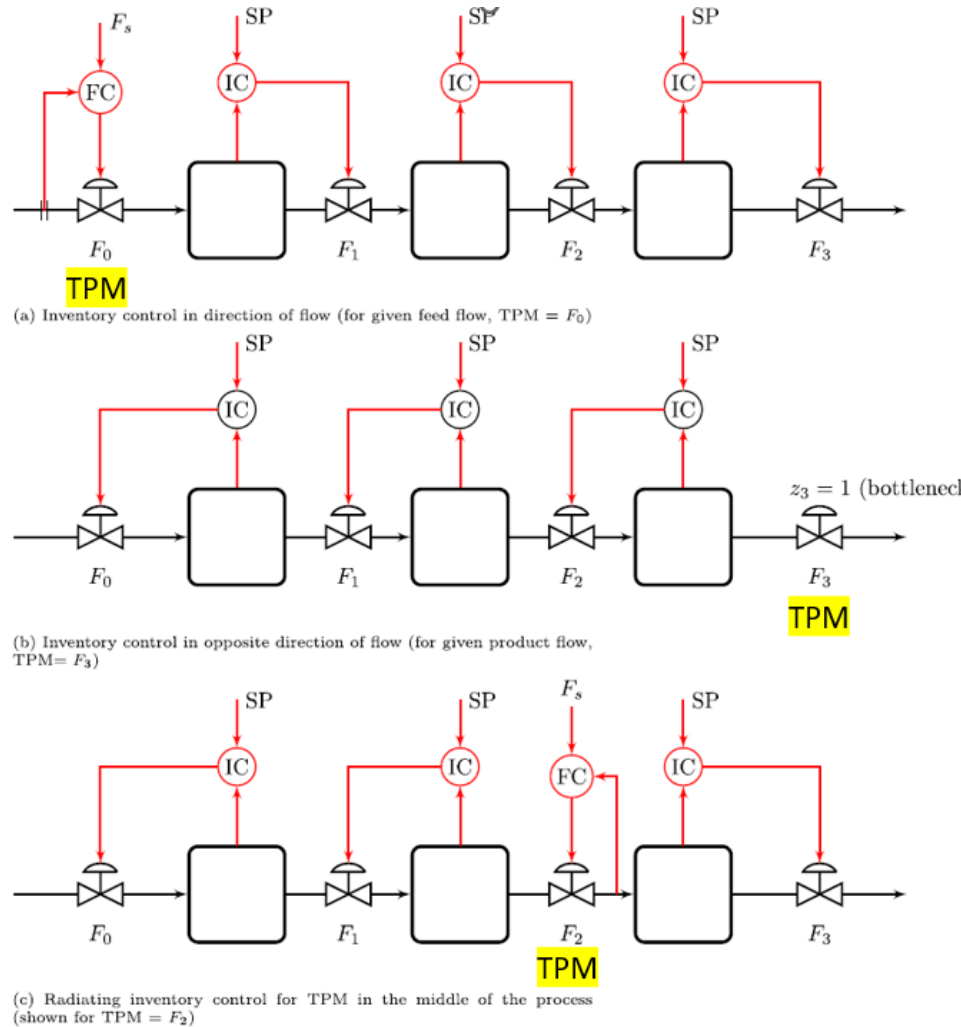 F_s SP SP SP
FC IC IC IC
F_0 F_1 F_2 F_3
TPM
(a) Inventory control in direction of flow (for given feed flow, TPM = F_0)
SP SP SP
IC IC IC
z_3 = 1 (bottlenec
F_0 F_1 F_2 F_3
TPM
(b) Inventory control in opposite direction of flow (for given product flow,
TPM= F_3)
F_s
SP SP SP
IC IC FC IC
F_0 F_1 F_2 F_3
TPM
(c) Radiating inventory control for TPM in the middle of the process
(shown for TPM = F_2)